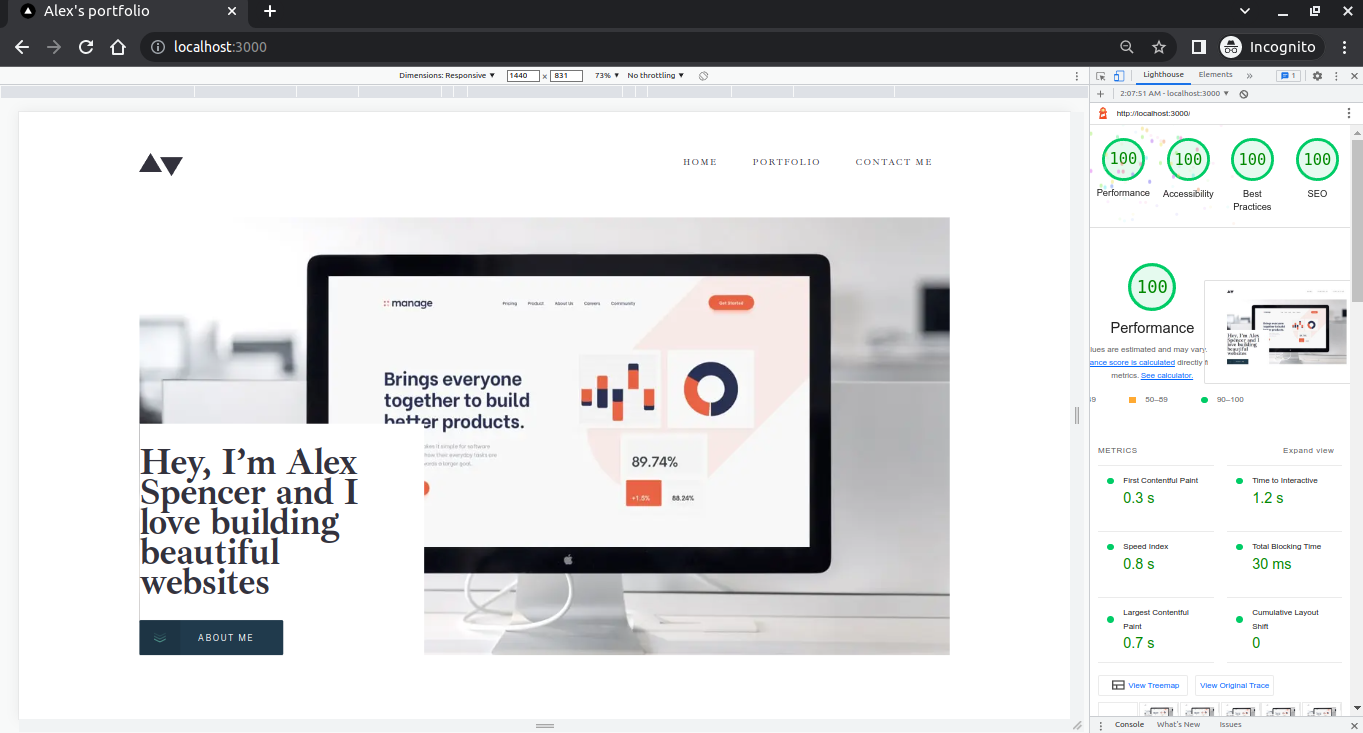 Alex's portfolio
localhost:3000
Incognito
Dimensions: Responsive ▼ 1440 × 831 73% ▼ No throttling ▼
Lighthouse Elements » 1
2:07:51 AM - localhost:3000 ▼
http://localhost:3000/
HOME PORTFOLIO CONTACT ME
100 100 100 100
Performance Accessibility Best Practices SEO
manage
Pricing Product About Us Careers Community
Get Started
Brings everyone
together to build
better products.
89.74%
+1.8% 88.24%
Hey, I'm Alex
Spencer and I
love building
beautiful
websites
ABOUT ME
100
Performance
lues are estimated and may vary.
ance score is calculated directly f
metrics. See calculator.
50–89 90–100
METRICS Expand view
First Contentful Paint
0.3 s
Time to Interactive
1.2 s
Speed Index
0.8 s
Total Blocking Time
30 ms
Largest Contentful
Paint
0.7 s
Cumulative Layout
Shift
0
View Treemap View Original Trace
Console What's New Issues